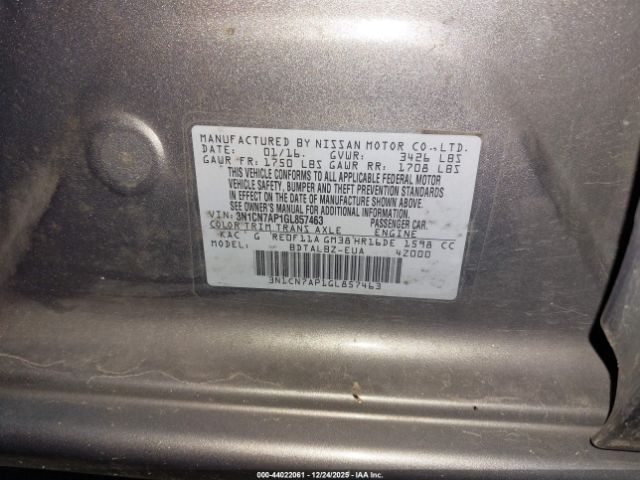 MANUFACTURED BY NISSAN MOTOR CO.,LTD.
DATE: 01/16. GVWR: 3426 LBS
GAWR FR: 1750 LBS GAWR RR: 1708 LBS
THIS VEHICLE CONFORMS TO ALL APPLICABLE FEDERAL MOTOR
VEHICLE SAFETY, BUMPER AND THEFT PREVENTION STANDARDS
IN EFFECT ON THE DATE OF MANUFACTURE SHOWN ABOVE.
SEE OWNER'S MANUAL FOR ADDITIONAL INFORMATION.
VIN: 3N1CN7AP1GL857463 PASSENGER CAR.
COLOR TRIM TRANS AXLE ENGINE
KAC G RE0F11A GM38 HR16DE 1598 CC
MODEL: BDTALBZ-EUA 42000
3N1CN7AP1GL857463
000-44022061 - 12/24/2025 - IAA Inc.